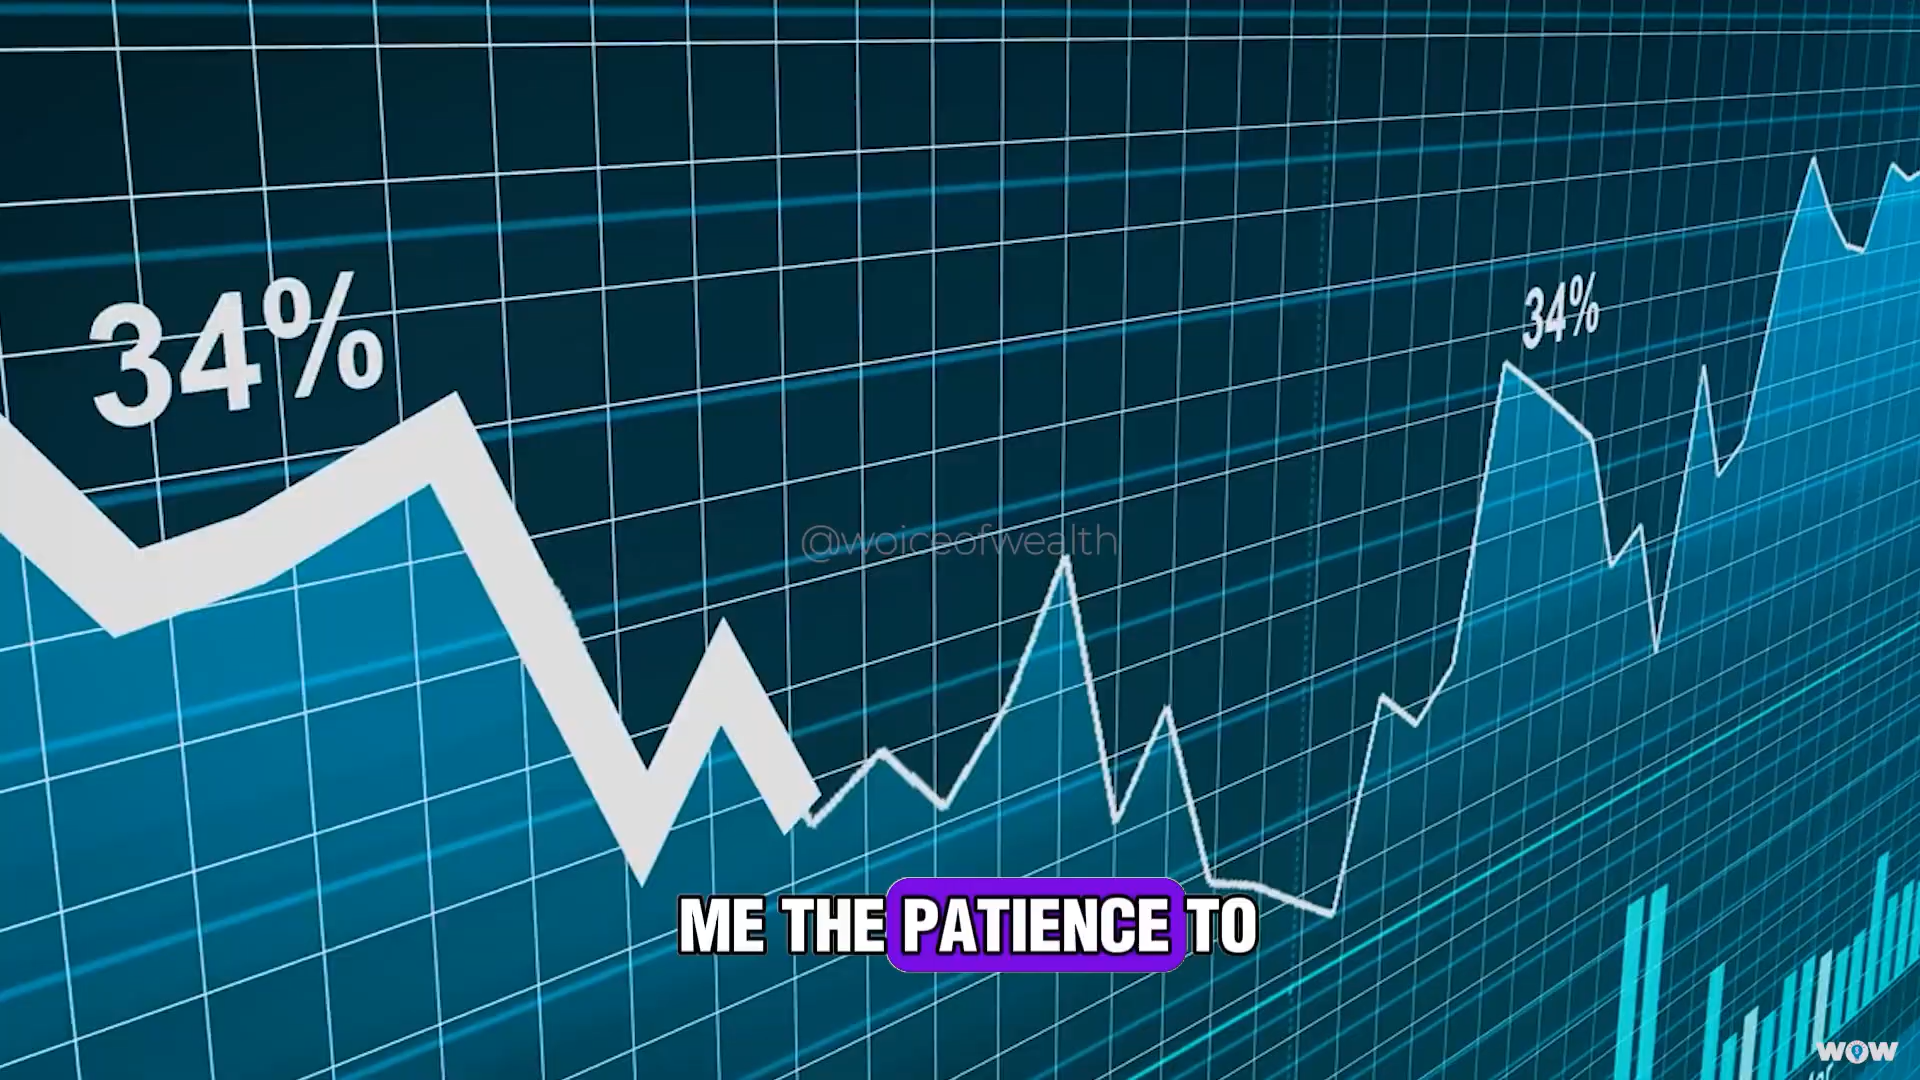 34%
34%
@woiceofwealth
ME THE PATIENCE TO
WOW